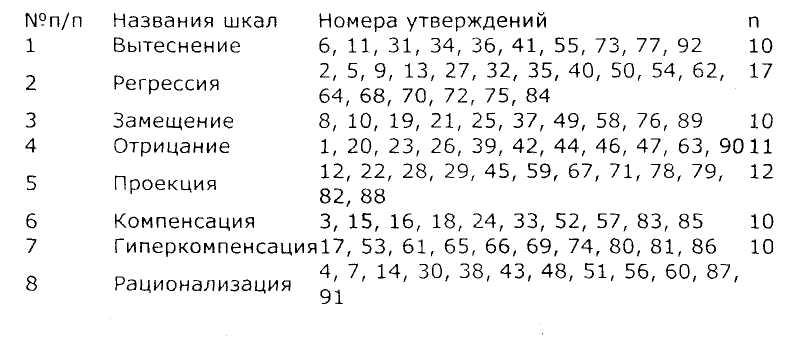 №п/п Названия шкал Номера утверждений n
1 Вытеснение 6, 11, 31, 34, 36, 41, 55, 73, 77, 92 10
2 Регрессия 2, 5, 9, 13, 27, 32, 35, 40, 50, 54, 62, 17
64, 68, 70, 72, 75, 84
3 Замещение 8, 10, 19, 21, 25, 37, 49, 58, 76, 89 10
4 Отрицание 1, 20, 23, 26, 39, 42, 44, 46, 47, 63, 90 11
5 Проекция 12, 22, 28, 29, 45, 59, 67, 71, 78, 79, 12
82, 88
6 Компенсация 3, 15, 16, 18, 24, 33, 52, 57, 83, 85 10
7 Гиперкомпенсация 17, 53, 61, 65, 66, 69, 74, 80, 81, 86 10
8 Рационализация 4, 7, 14, 30, 38, 43, 48, 51, 56, 60, 87,
91